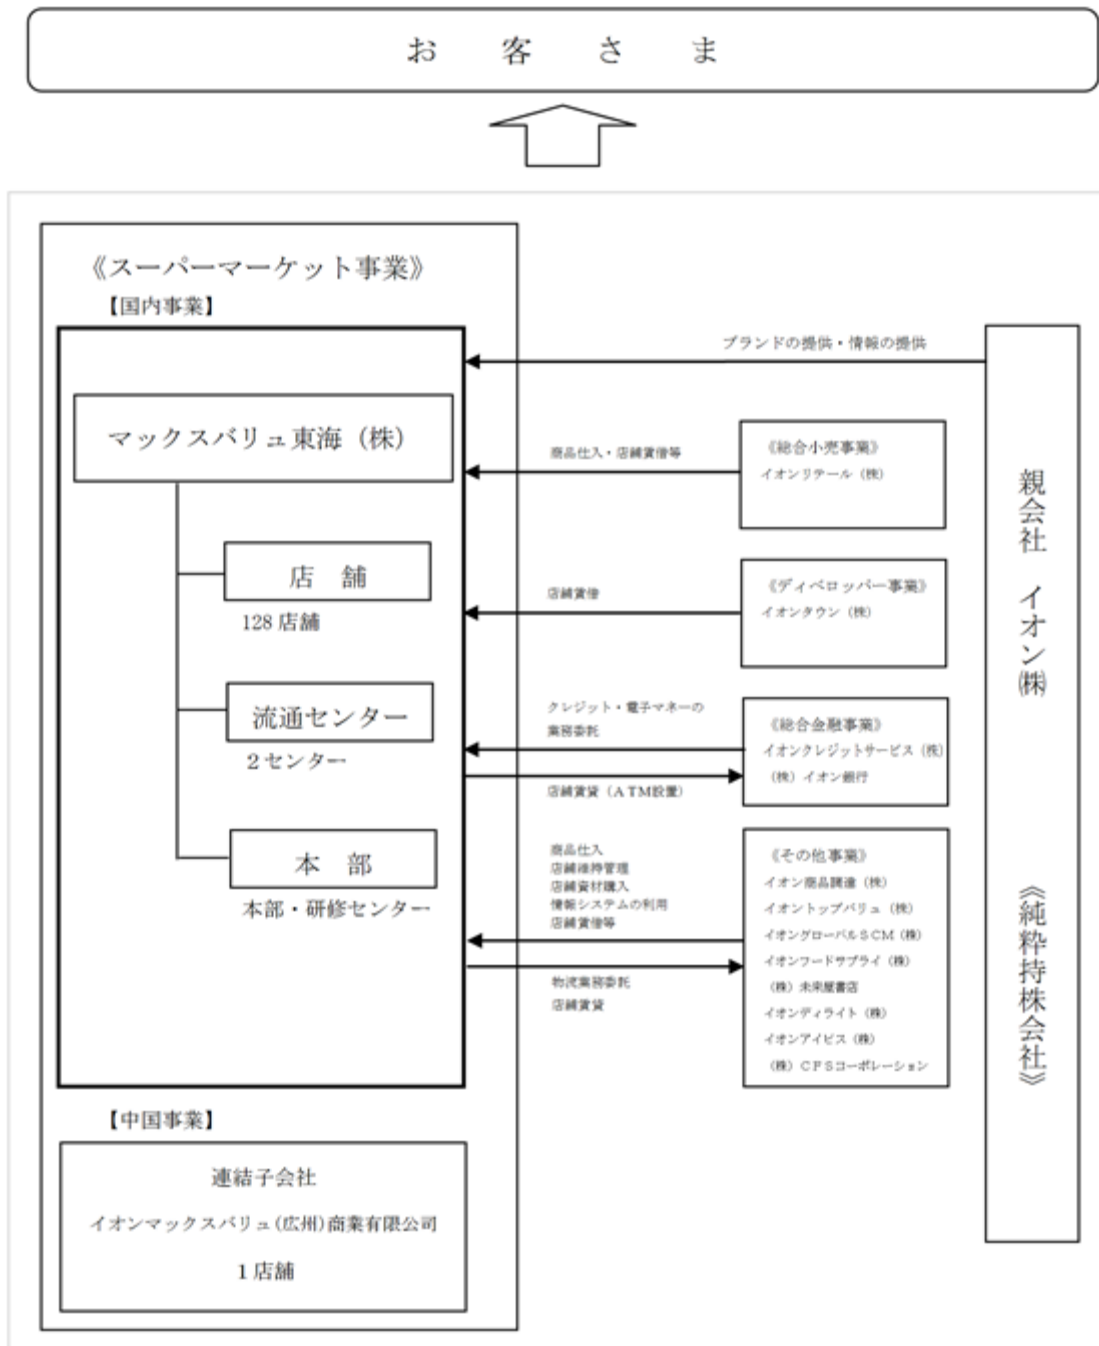 お客さま
《スーパーマーケット事業》
【国内事業】
マックスバリュ東海（株）
店舗
128店舗
流通センター
2センター
本部
本部・研修センター
ブランドの提供・情報の提供
商品仕入・店舗賃借等
《総合小売事業》
イオンリテール（株）
店舗賃借
《ディベロッパー事業》
イオンタウン（株）
クレジット・電子マネーの
業務委託
店舗賃貸（ATM設置）
《総合金融事業》
イオンクレジットサービス（株）
（株）イオン銀行
商品仕入
店舗維持管理
店舗資材購入
情報システムの利用
店舗賃借等
物流業務委託
店舗賃貸
《その他事業》
イオン商品調達（株）
イオントップバリュ（株）
イオングローバルSCM（株）
イオンフードサプライ（株）
（株）未来屋書店
イオンディライト（株）
イオンアイビス（株）
（株）CFSコーポレーション
親会社 イオン㈱ 《純粋持株会社》
【中国事業】
連結子会社
イオンマックスバリュ(広州)商業有限公司
1店舗